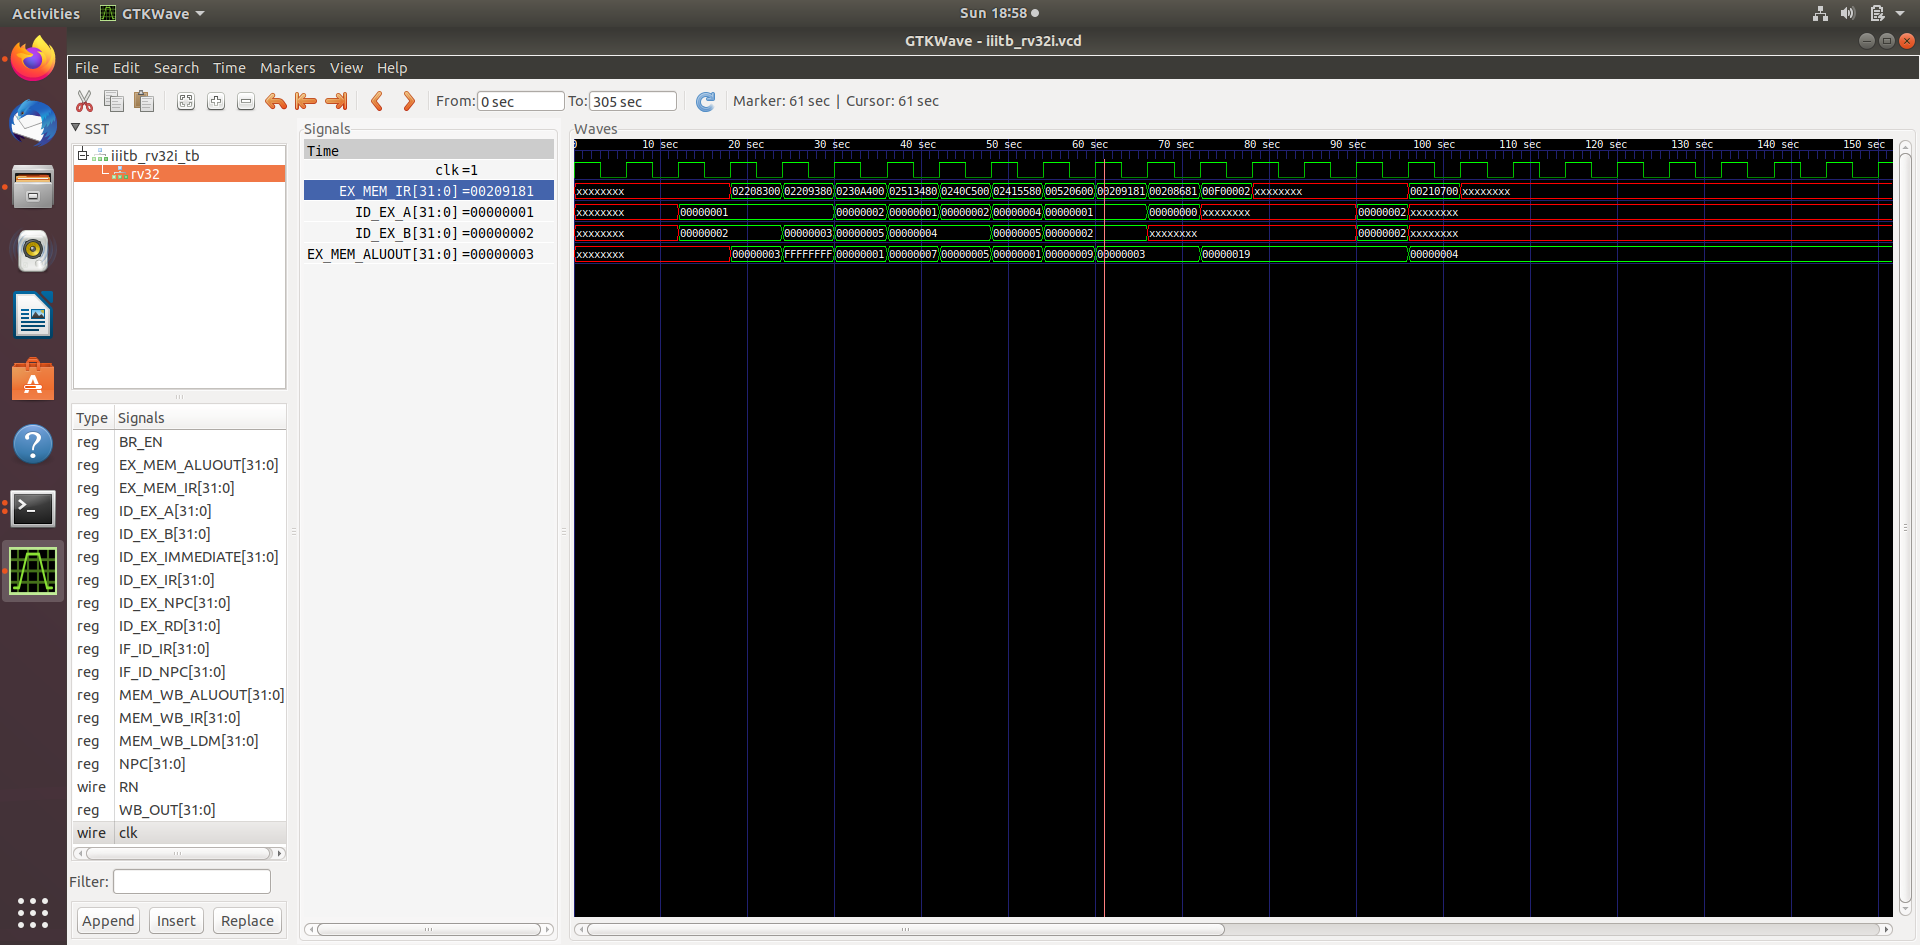 Activities GTKWave Sun 18:58
GTKWave - iiitb_rv32i.vcd
File Edit Search Time Markers View Help
From: 0 sec To: 305 sec Marker: 61 sec | Cursor: 61 sec
SST
iiitb_rv32i_tb
rv32
Type Signals
reg BR_EN
reg EX_MEM_ALUOUT[31:0]
reg EX_MEM_IR[31:0]
reg ID_EX_A[31:0]
reg ID_EX_B[31:0]
reg ID_EX_IMMEDIATE[31:0]
reg ID_EX_IR[31:0]
reg ID_EX_NPC[31:0]
reg ID_EX_RD[31:0]
reg IF_ID_IR[31:0]
reg IF_ID_NPC[31:0]
reg MEM_WB_ALUOUT[31:0]
reg MEM_WB_IR[31:0]
reg MEM_WB_LDM[31:0]
reg NPC[31:0]
wire RN
reg WB_OUT[31:0]
wire clk
Filter:
Append Insert Replace
Signals
Time
clk =1
EX_MEM_IR[31:0] =00209181
ID_EX_A[31:0] =00000001
ID_EX_B[31:0] =00000002
EX_MEM_ALUOUT[31:0] =00000003
Waves
0 10 sec 20 sec 30 sec 40 sec 50 sec 60 sec 70 sec 80 sec 90 sec 100 sec 110 sec 120 sec 130 sec 140 sec 150 sec
xxxxxxxx 02208300 02209380 0230A400 02513480 0240C500 02415580 00520600 00209181 00208681 00F00002 xxxxxxxx 00210700 xxxxxxxx
xxxxxxxx 00000001 00000002 00000001 00000002 00000004 00000001 00000000 xxxxxxxx 00000002 xxxxxxxx
xxxxxxxx 00000002 00000003 00000005 00000004 00000005 00000002 xxxxxxxx 00000002 xxxxxxxx
xxxxxxxx 00000003 FFFFFFFF 00000001 00000007 00000005 00000001 00000009 00000003 00000019 00000004